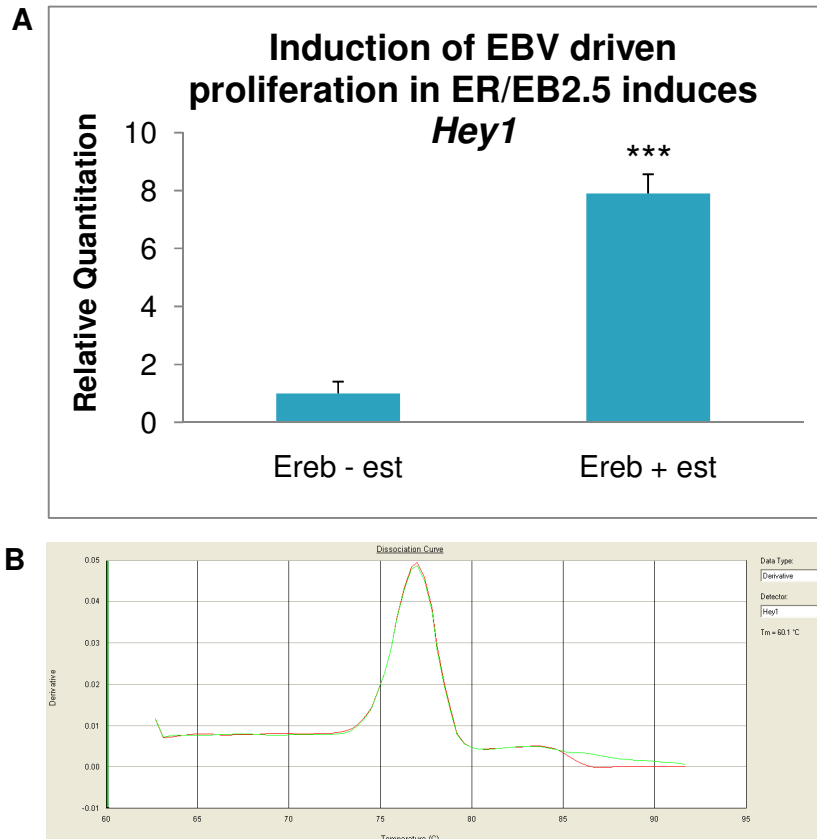 A
Induction of EBV driven
proliferation in ER/EB2.5 induces
Hey1
***
Relative Quantitation
10
8
6
4
2
0
Ereb - est
Ereb + est
B
Dissociation Curve
Derivative
0.05
0.04
0.03
0.02
0.01
0.00
-0.01
60
65
70
75
80
85
90
95
Temperature (C)
Data Type:
Derivative
Detector:
Hey1
Tm = 60.1 °C